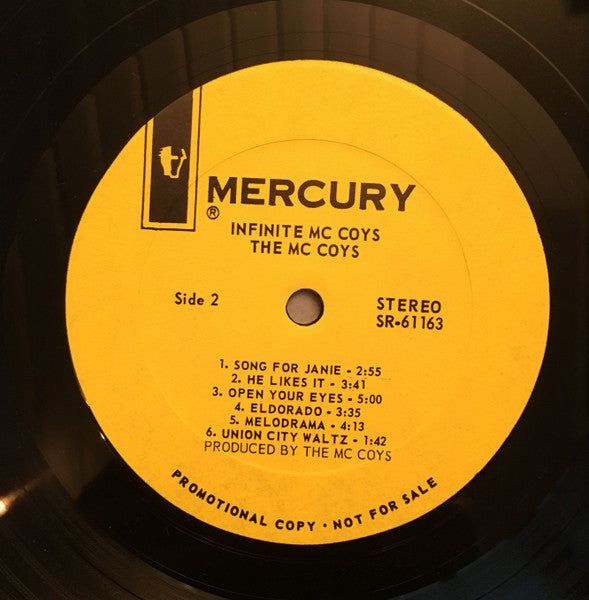 MERCURY
®
INFINITE MC COYS
THE MC COYS
Side 2
STEREO
SR-61163
1. SONG FOR JANIE - 2:55
2. HE LIKES IT - 3:41
3. OPEN YOUR EYES - 5:00
4. ELDORADO - 3:35
5. MELODRAMA - 4:13
6. UNION CITY WALTZ - 1:42
PRODUCED BY THE MC COYS
PROMOTIONAL COPY · NOT FOR SALE